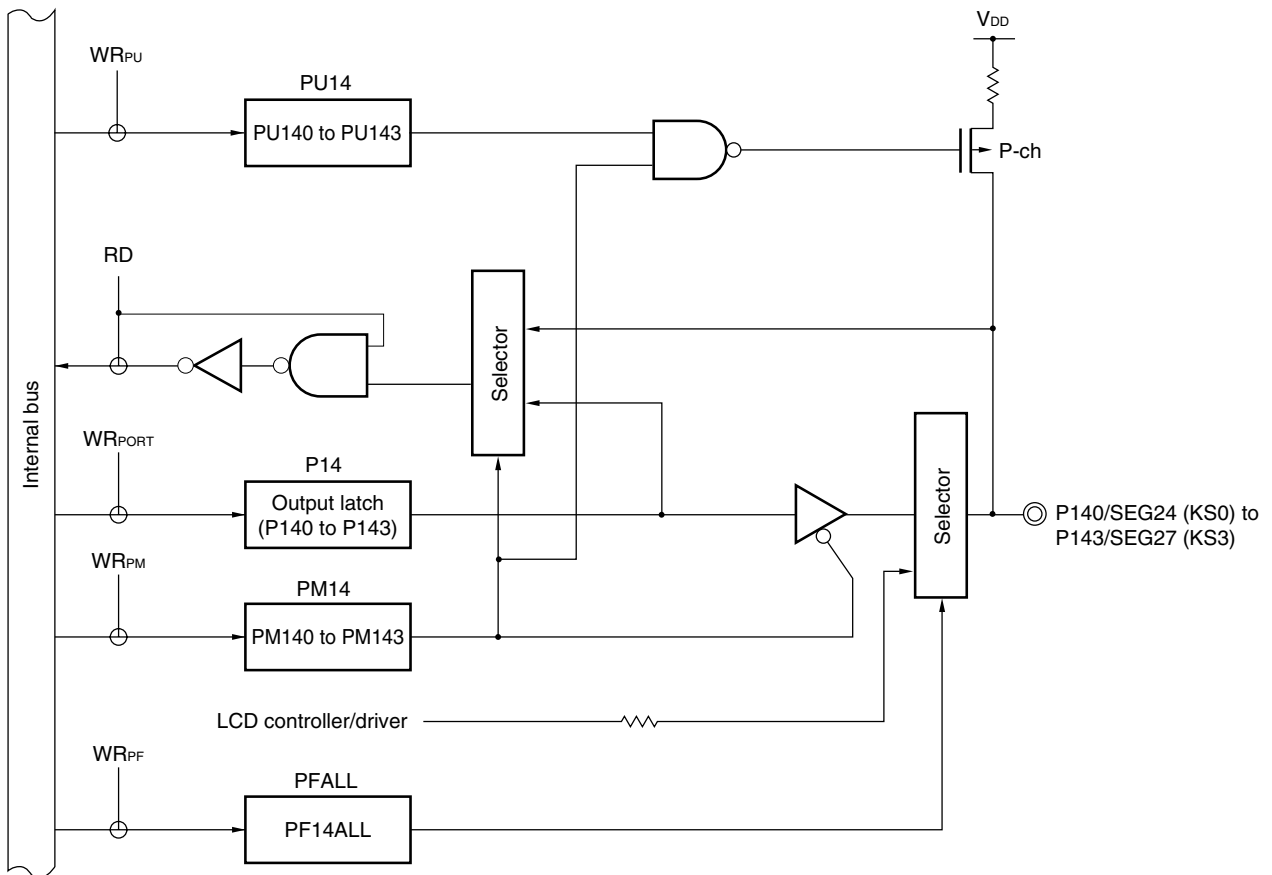 VDD
WRPU
PU14
PU140 to PU143
P-ch
RD
Selector
Internal bus
WRPORT
P14
Output latch
(P140 to P143)
Selector
P140/SEG24 (KS0) to
P143/SEG27 (KS3)
WRPM
PM14
PM140 to PM143
LCD controller/driver
WRPF
PFALL
PF14ALL